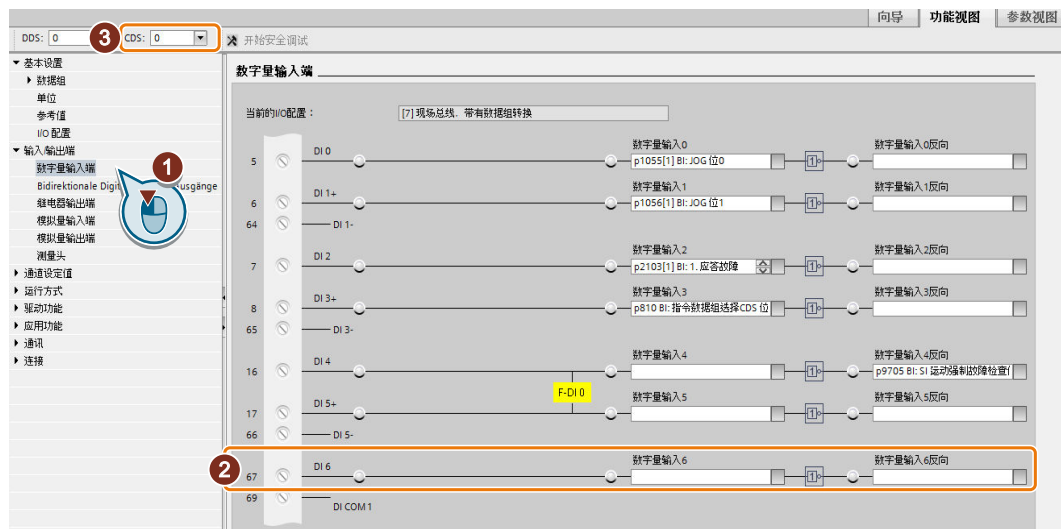 向导 功能视图 参数视图
DDS: 0 3 CDS: 0 开始安全调试
基本设置
数据组
单位
参考值
I/O 配置
输入/输出端
数字量输入端
1
Bidirektionale Digit usgänge
继电器输出端
模拟量输入端
模拟量输出端
测量头
通道设定值
运行方式
驱动功能
应用功能
通讯
连接
数字量输入端
当前的I/O配置： [7] 现场总线．带有数据组转换
数字量输入0 数字量输入0反向
5 DI 0 p1055[1] BI: JOG 位0 1
数字量输入1 数字量输入1反向
6 DI 1+ p1056[1] BI: JOG 位1 1
64 DI 1-
数字量输入2 数字量输入2反向
7 DI 2 p2103[1] BI: 1. 应答故障 1
数字量输入3 数字量输入3反向
8 DI 3+ p810 BI: 指令数据组选择CDS 位 1
65 DI 3-
数字量输入4 数字量输入4反向
16 DI 4 1 p9705 BI: SI 运动强制故障检查(
F-DI 0
数字量输入5 数字量输入5反向
17 DI 5+ 1
66 DI 5-
2
数字量输入6 数字量输入6反向
67 DI 6 1
69 DI COM 1